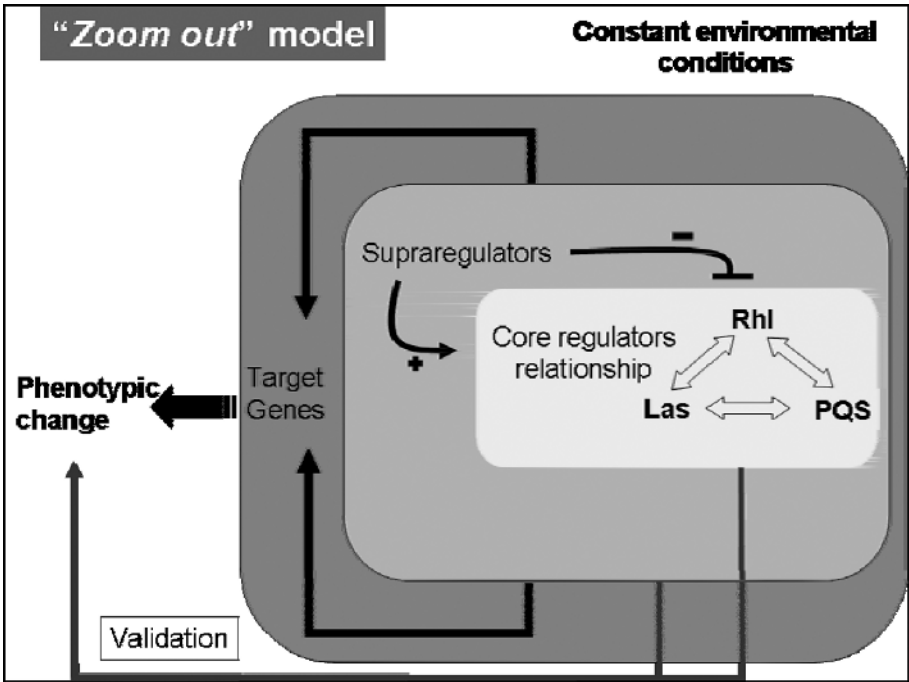 “Zoom out” model
Constant environmental
conditions
Supraregulators
-
Rhl
Core regulators
relationship
+
Target
Genes
Phenotypic
change
Las
PQS
Validation